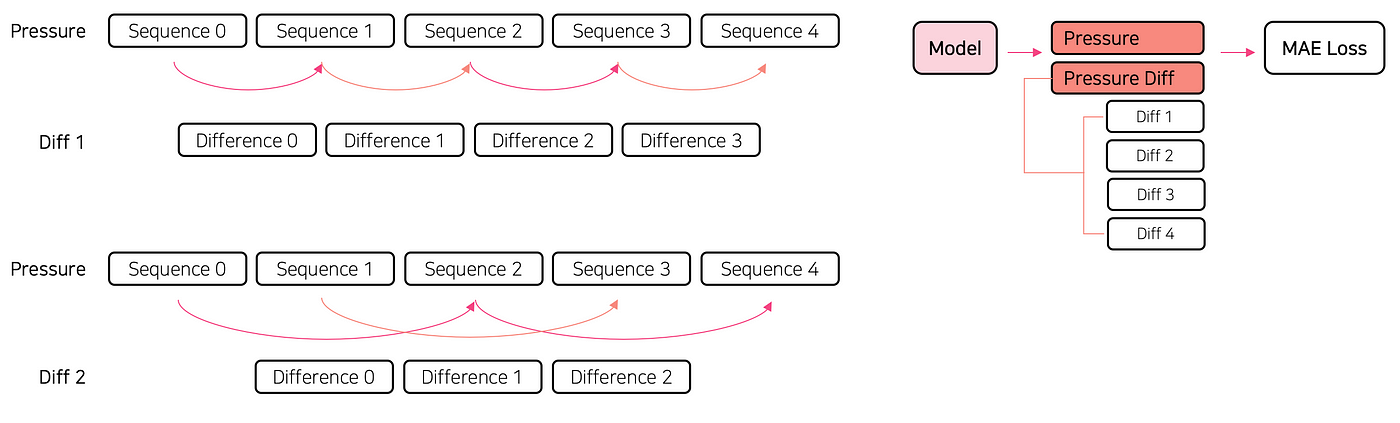 Pressure Sequence 0 Sequence 1 Sequence 2 Sequence 3 Sequence 4
Diff 1 Difference 0 Difference 1 Difference 2 Difference 3
Pressure Sequence 0 Sequence 1 Sequence 2 Sequence 3 Sequence 4
Diff 2 Difference 0 Difference 1 Difference 2
Model
Pressure
Pressure Diff
Diff 1
Diff 2
Diff 3
Diff 4
MAE Loss